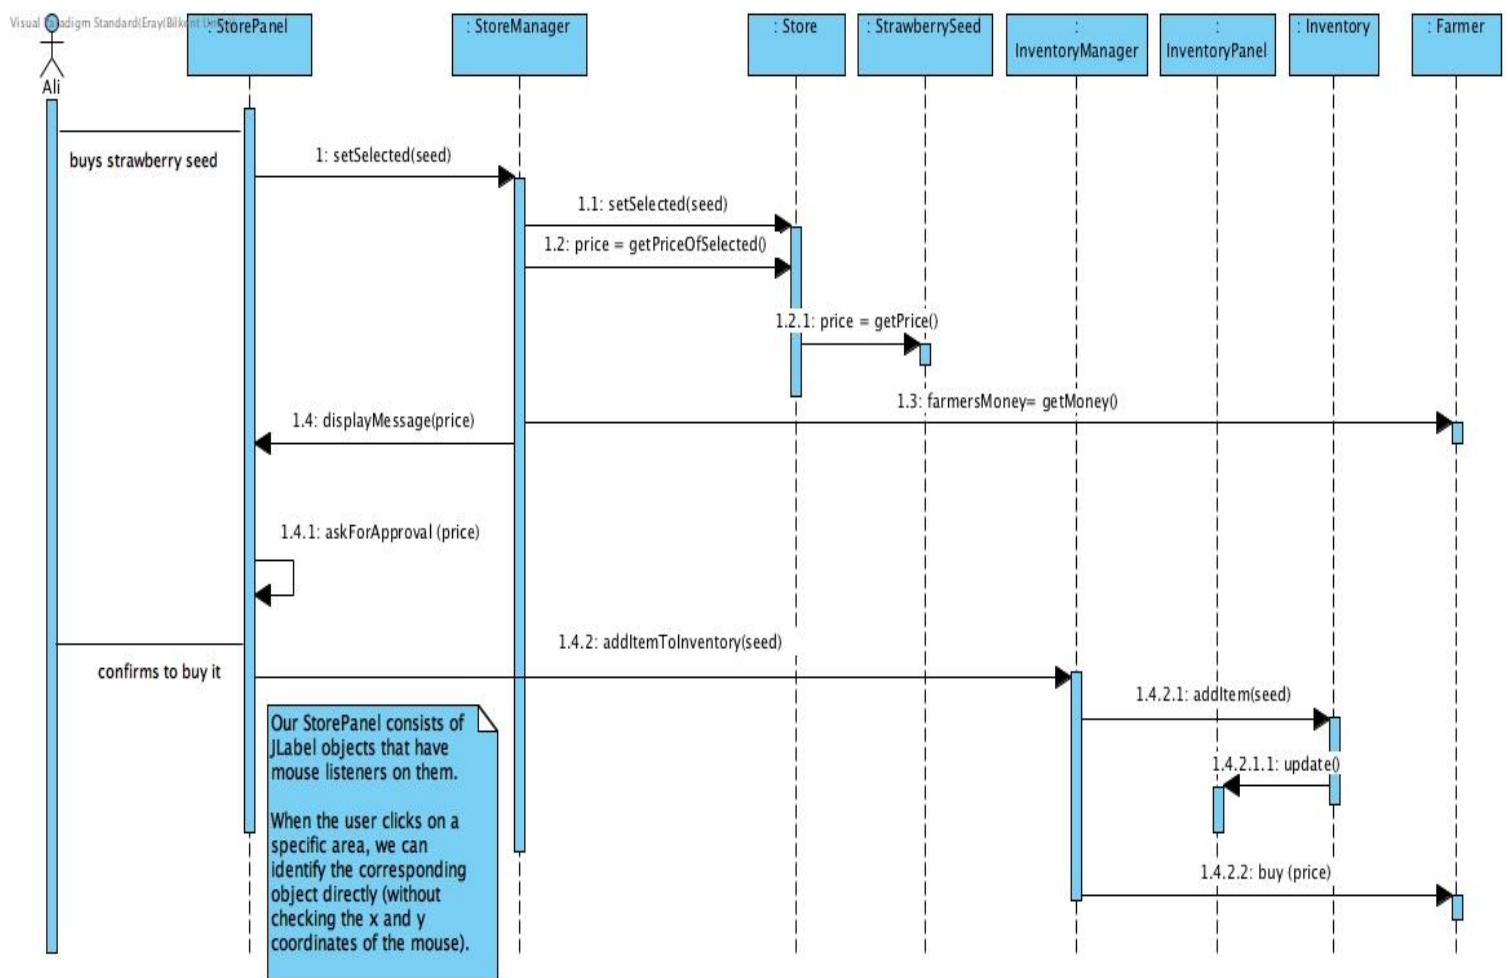 Visual Paradigm Standard(Eray(Bilkent
: StorePanel
: StoreManager
: Store
: StrawberrySeed
:
InventoryManager
:
InventoryPanel
: Inventory
: Farmer
Ali
buys strawberry seed
1: setSelected(seed)
1.1: setSelected(seed)
1.2: price = getPriceOfSelected()
1.2.1: price = getPrice()
1.3: farmersMoney= getMoney()
1.4: displayMessage(price)
1.4.1: askForApproval (price)
1.4.2: addItemToInventory(seed)
confirms to buy it
1.4.2.1: addItem(seed)
1.4.2.1.1: update()
1.4.2.2: buy (price)
Our StorePanel consists of
JLabel objects that have
mouse listeners on them.
When the user clicks on a
specific area, we can
identify the corresponding
object directly (without
checking the x and y
coordinates of the mouse).